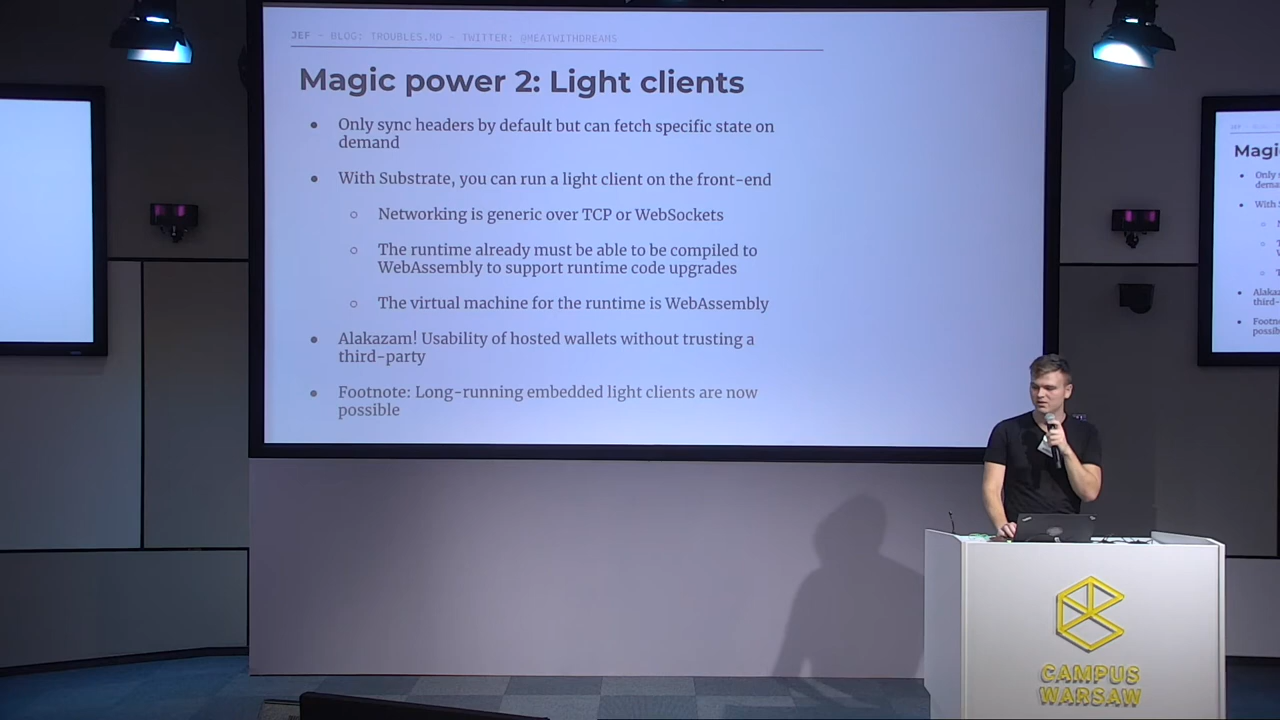 JEF - BLOG: TROUBLES.MD - TWITTER: @MEATWITHDREAMS
Magic power 2: Light clients
• Only sync headers by default but can fetch specific state on
demand
• With Substrate, you can run a light client on the front-end
○ Networking is generic over TCP or WebSockets
○ The runtime already must be able to be compiled to
WebAssembly to support runtime code upgrades
○ The virtual machine for the runtime is WebAssembly
• Alakazam! Usability of hosted wallets without trusting a
third-party
• Footnote: Long-running embedded light clients are now
possible
CAMPUS
WARSAW